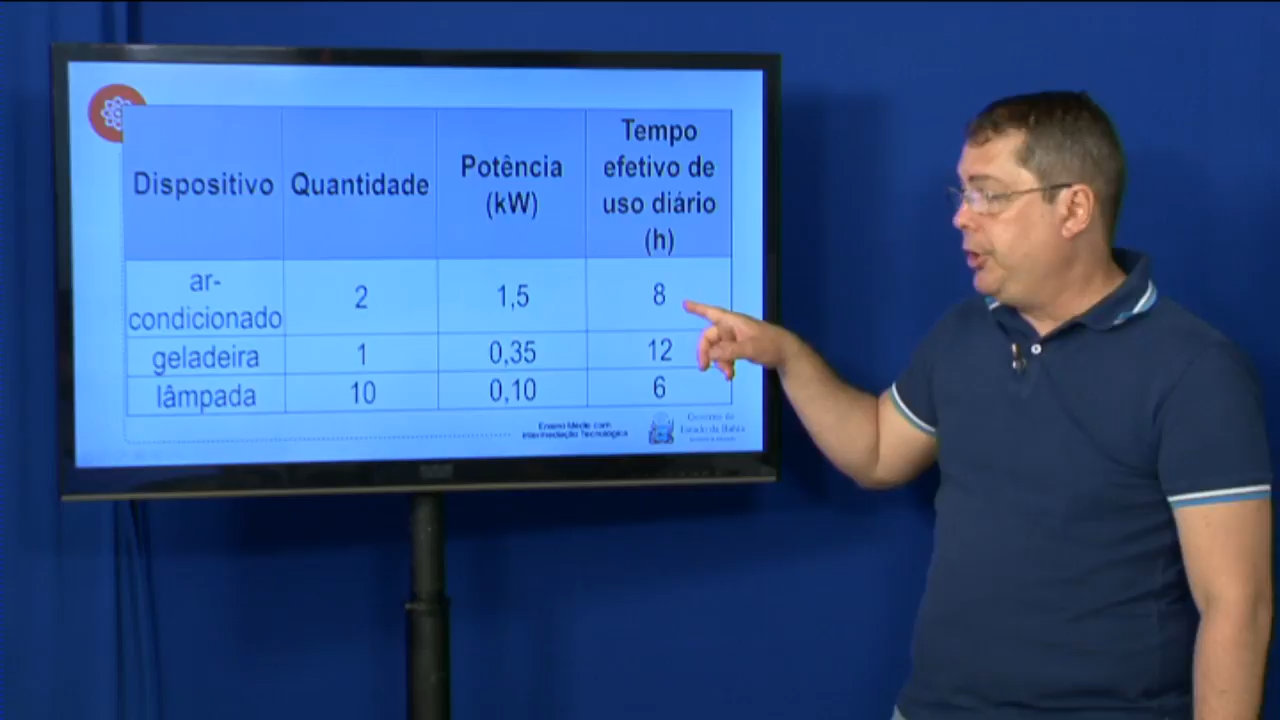 Dispositivo Quantidade Potência (kW) Tempo efetivo de uso diário (h)
ar-condicionado 2 1,5 8
geladeira 1 0,35 12
lâmpada 10 0,10 6
Ensino Médio com
Intermediação Tecnológica
Governo do
Estado da Bahia